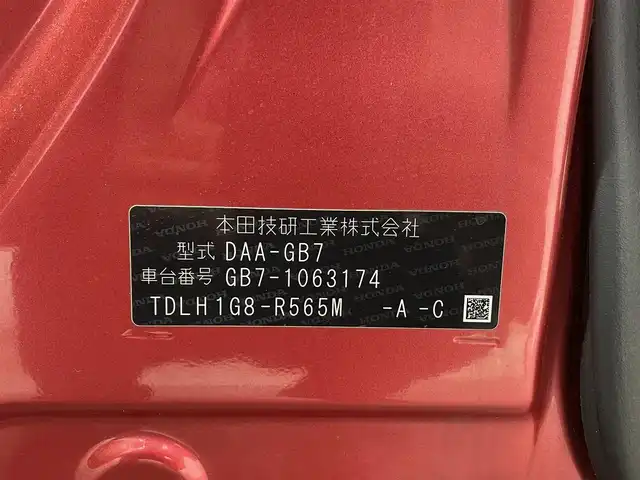 本田技研工業株式会社
型式 DAA-GB7
車台番号 GB7-1063174
TDLH1G8-R565M -A -C